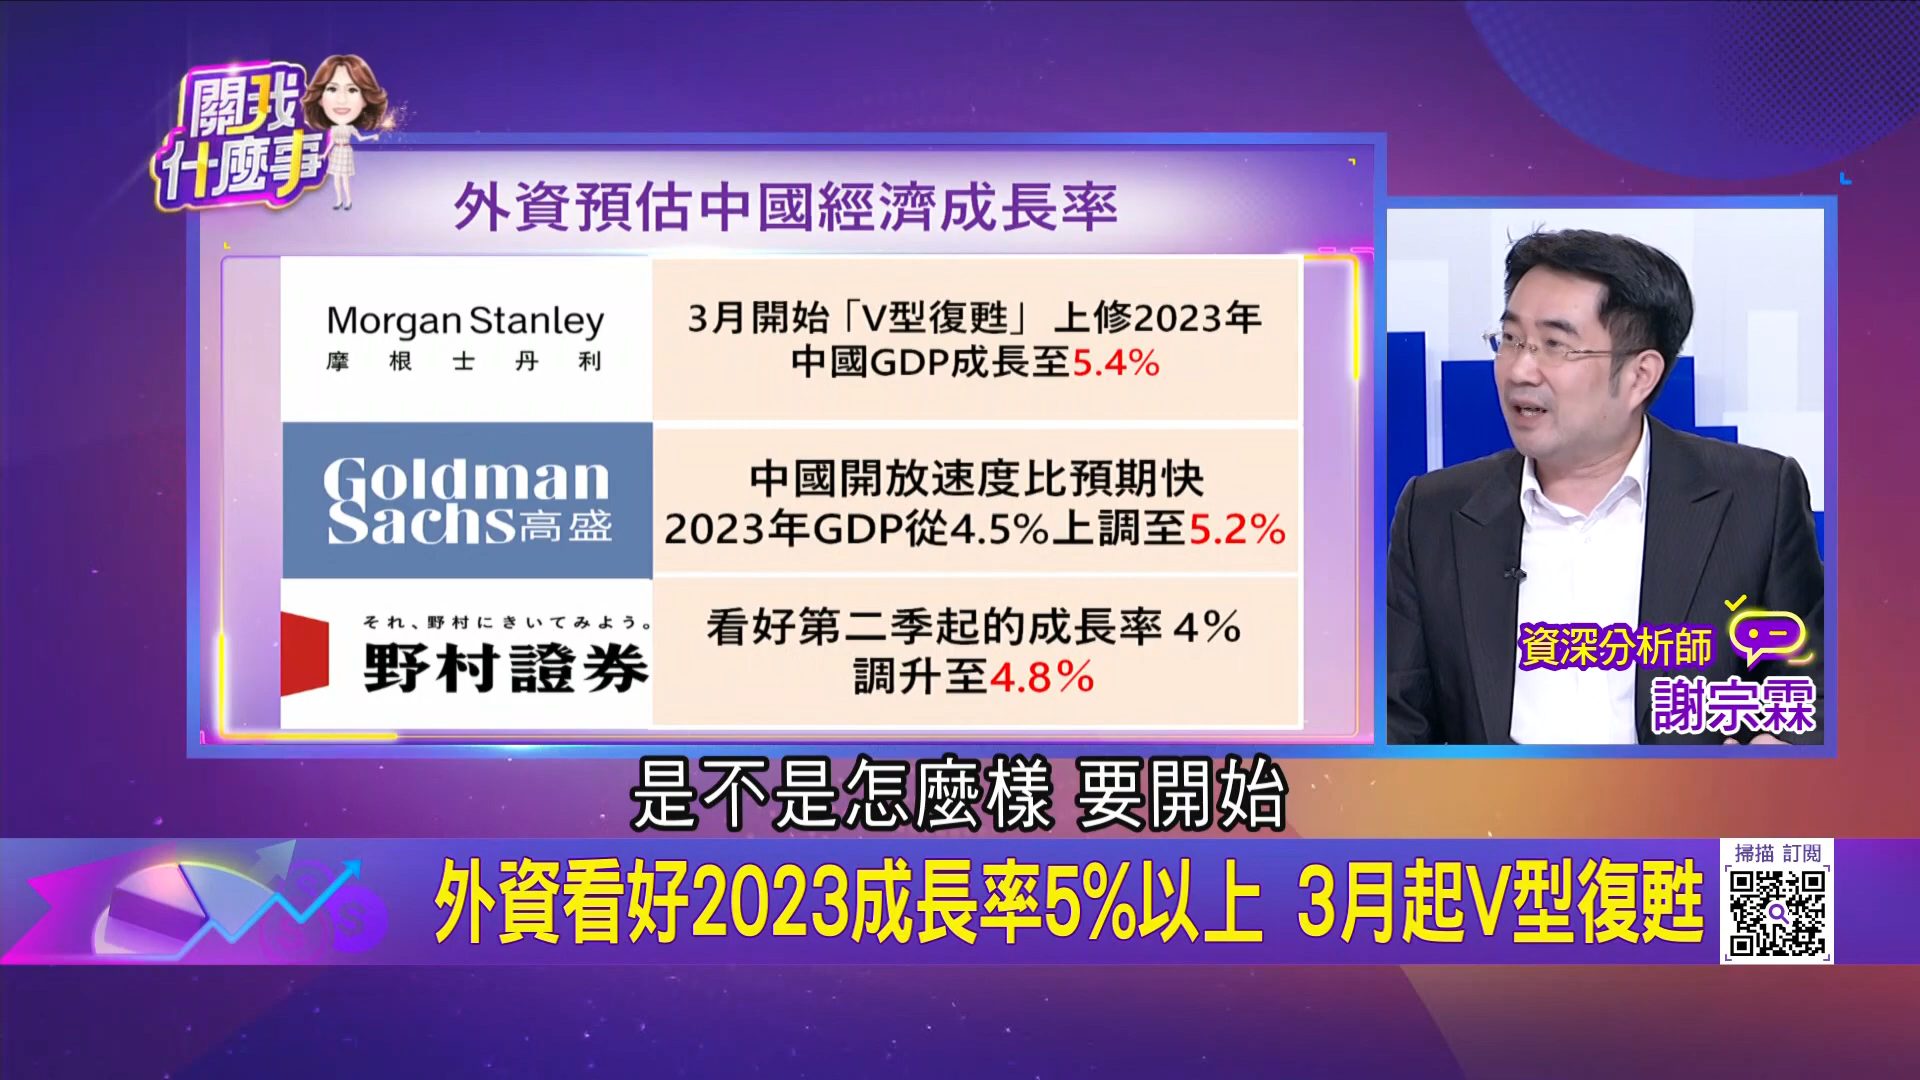 關我
什麼事
外資預估中國經濟成長率
Morgan Stanley
摩根士丹利
3月開始「V型復甦」 上修2023年
中國GDP成長至5.4%
Goldman
Sachs高盛
中國開放速度比預期快
2023年GDP從4.5%上調至5.2%
それ、野村にきいてみよう。
野村證券
看好第二季起的成長率4%
調升至4.8%
資深分析師
謝宗霖
是不是怎麼樣 要開始
外資看好2023成長率5%以上 3月起V型復甦
掃描 訂閱